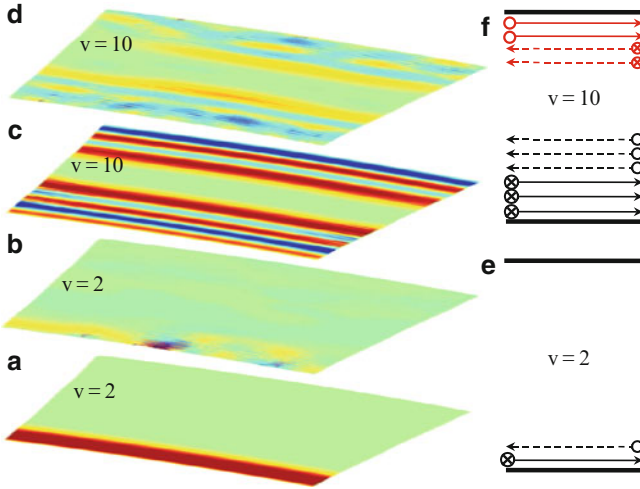 d
v = 10
c
v = 10
b
v = 2
a
v = 2
f
v = 10
e
v = 2